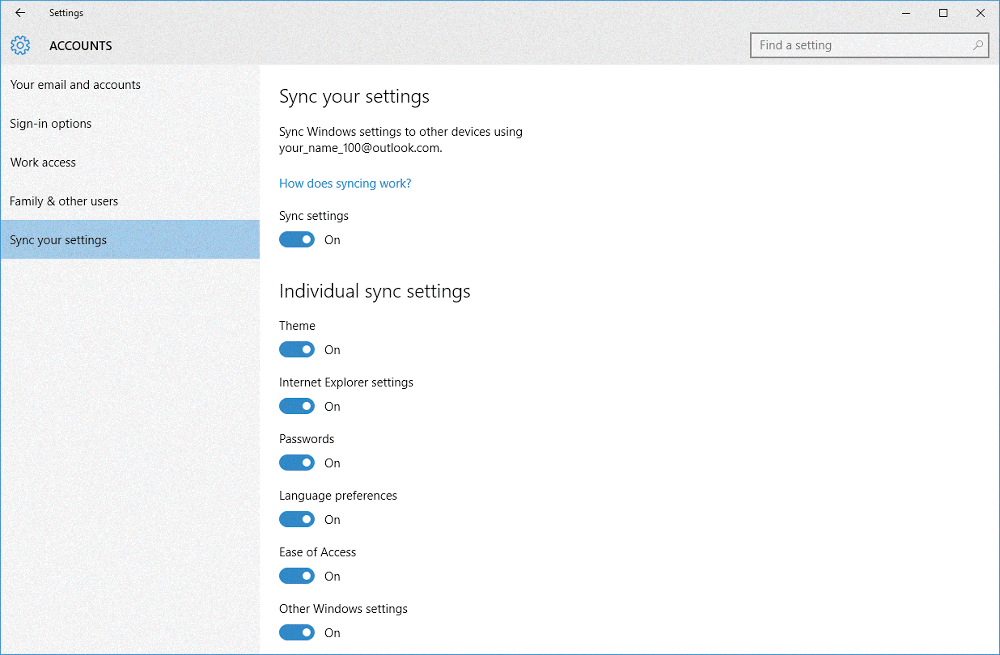 Settings
ACCOUNTS
Find a setting
Your email and accounts
Sign-in options
Work access
Family & other users
Sync your settings
Sync your settings
Sync Windows settings to other devices using
your_name_100@outlook.com.
How does syncing work?
Sync settings
On
Individual sync settings
Theme
On
Internet Explorer settings
On
Passwords
On
Language preferences
On
Ease of Access
On
Other Windows settings
On